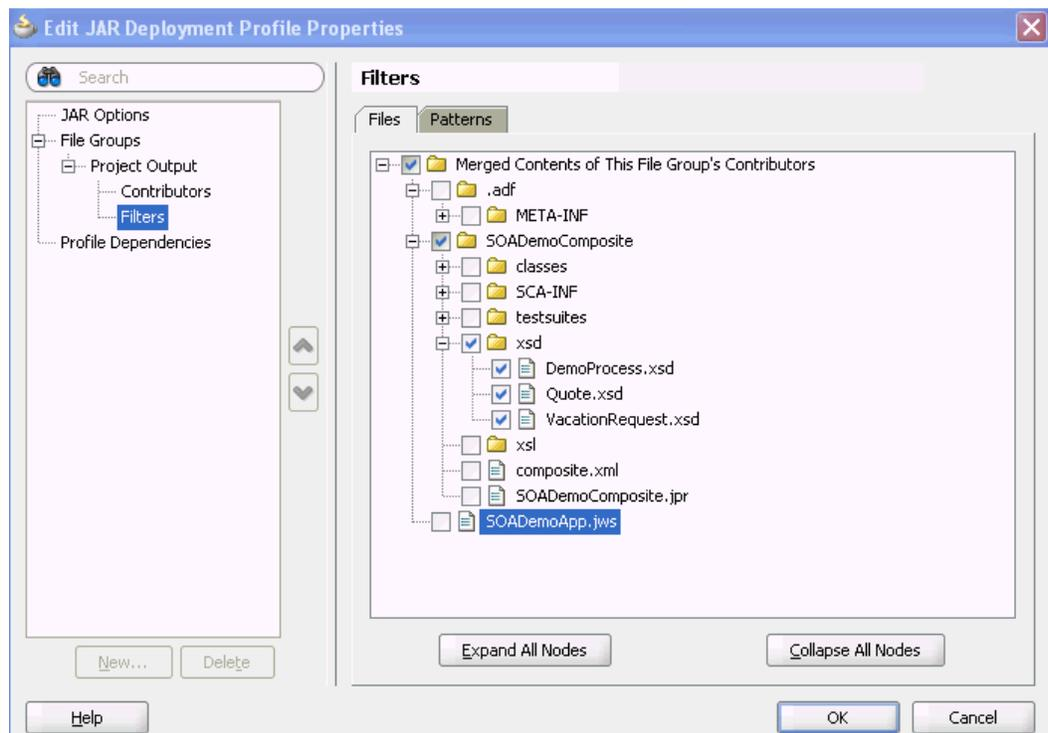 Edit JAR Deployment Profile Properties
Search
JAR Options
File Groups
Project Output
Contributors
Filters
Profile Dependencies
New...
Delete
Filters
Files
Patterns
Merged Contents of This File Group's Contributors
.adf
META-INF
SOADemoComposite
classes
SCA-INF
testsuites
xsd
DemoProcess.xsd
Quote.xsd
VacationRequest.xsd
xsl
composite.xml
SOADemoComposite.jpr
SOADemoApp.jws
Expand All Nodes
Collapse All Nodes
Help
OK
Cancel